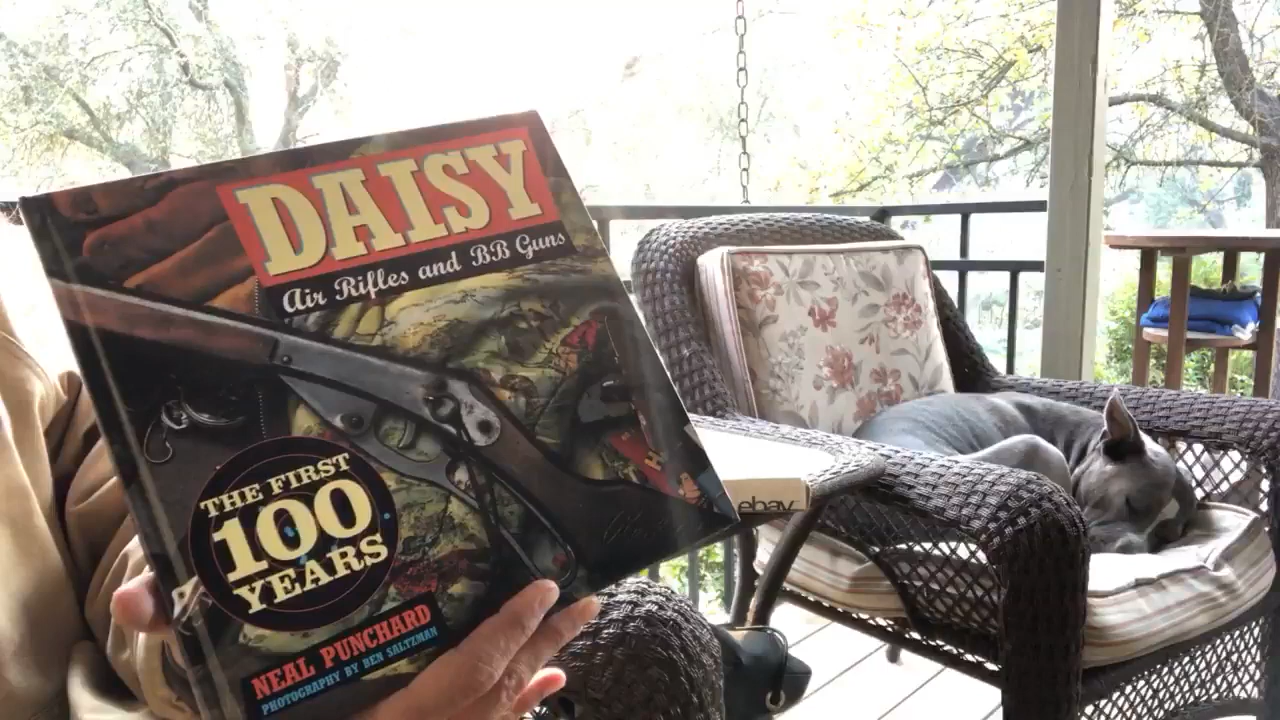 DAISY
Air Rifles and BB Guns
THE FIRST
100
YEARS
NEAL PUNCHARD
PHOTOGRAPHY BY BEN SALTZMAN
ebay